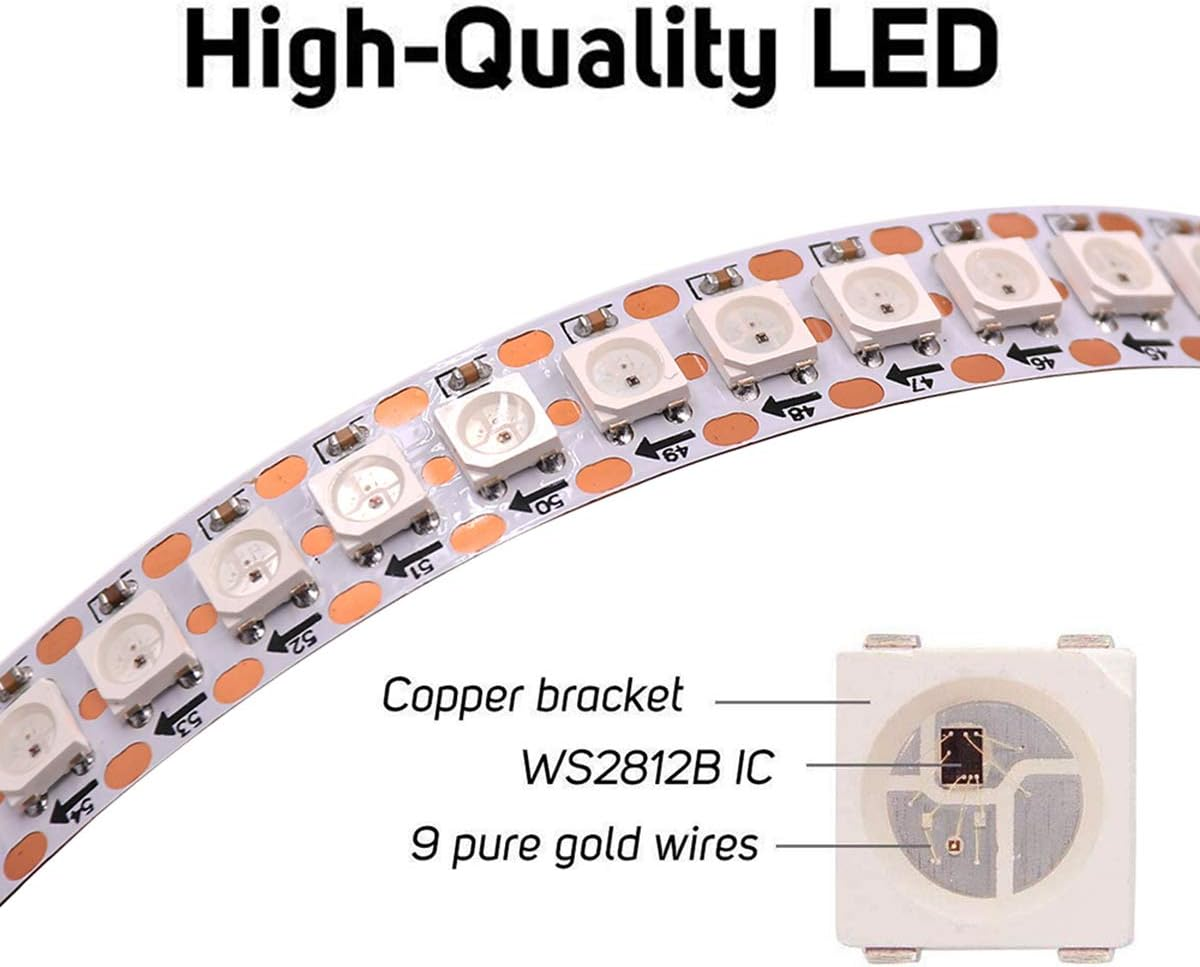 High-Quality LED
45
46
47
48
49
50
51
52
53
54
Copper bracket
WS2812B IC
9 pure gold wires